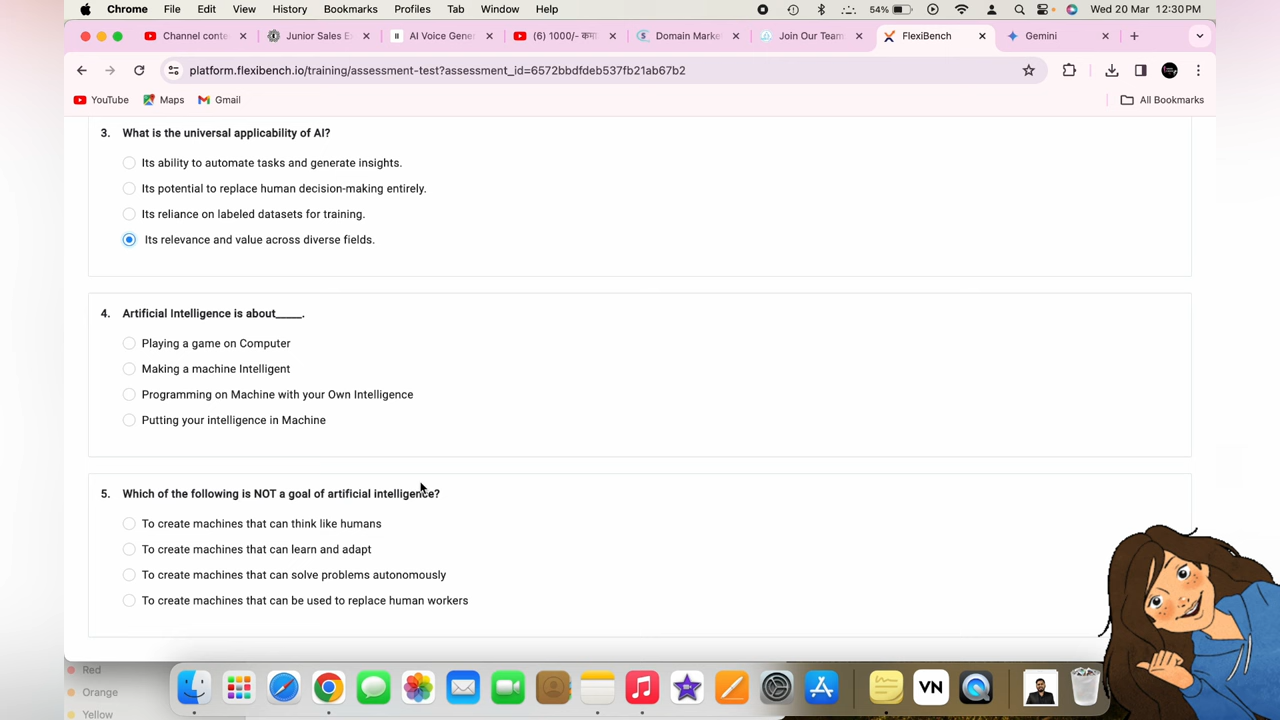 Chrome File Edit View History Bookmarks Profiles Tab Window Help 54% Wed 20 Mar 12:30 PM
Channel conte Junior Sales E AI Voice Gene (6) 1000/- कमा Domain Marke Join Our Team FlexiBench Gemini
platform.flexibench.io/training/assessment-test?assessment_id=6572bbdfdeb537fb21ab67b2
YouTube Maps Gmail All Bookmarks
3. What is the universal applicability of AI?
Its ability to automate tasks and generate insights.
Its potential to replace human decision-making entirely.
Its reliance on labeled datasets for training.
Its relevance and value across diverse fields.
4. Artificial Intelligence is about_____.
Playing a game on Computer
Making a machine Intelligent
Programming on Machine with your Own Intelligence
Putting your intelligence in Machine
5. Which of the following is NOT a goal of artificial intelligence?
To create machines that can think like humans
To create machines that can learn and adapt
To create machines that can solve problems autonomously
To create machines that can be used to replace human workers
Red
Orange
Yellow
VN